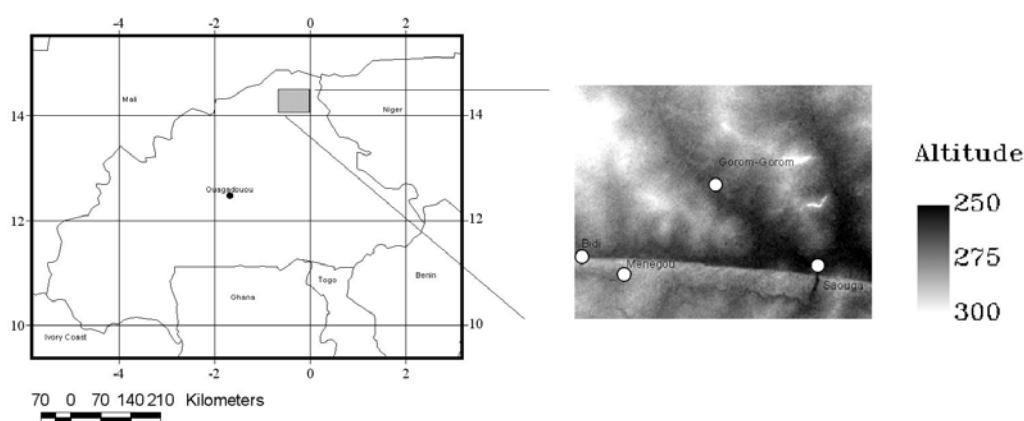 -4 -2 0 2
Mali
Niger
14 14
Ouagadouou
12 12
Benin
Togo
Ghana
10 10
Ivory Coast
-4 -2 0 2
70 0 70 140 210 Kilometers
Gorom-Gorom
Bidi
Menegou
Saouga
Altitude
250
275
300